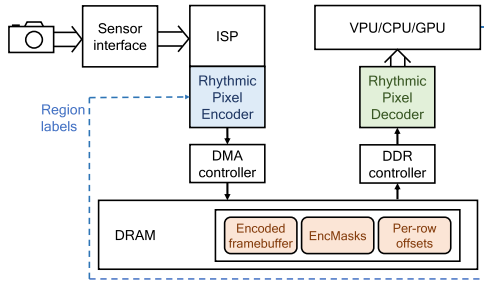 Sensor
interface
ISP
VPU/CPU/GPU
Rhythmic
Pixel
Encoder
Rhythmic
Pixel
Decoder
Region
labels
DMA
controller
DDR
controller
DRAM
Encoded
framebuffer
EncMasks
Per-row
offsets